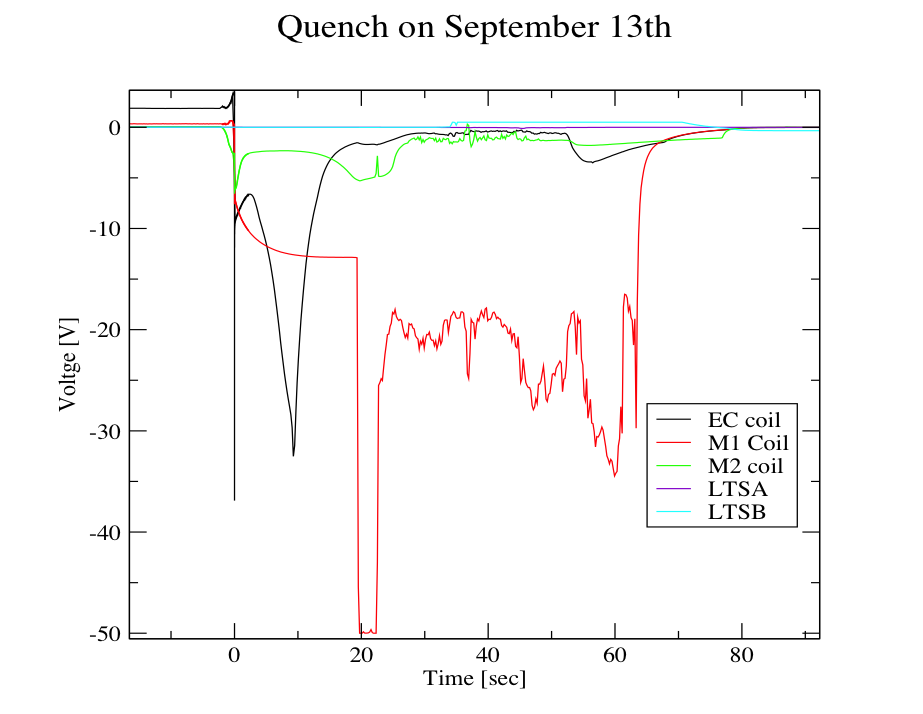 Quench on September 13th
0
-10
-20
-30
-40
-50
Voltge [V]
EC coil
M1 Coil
M2 coil
LTSA
LTSB
0 20 40 60 80
Time [sec]